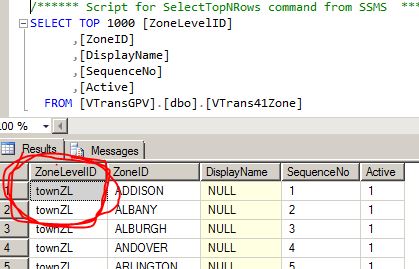 /****** Script for SelectTopNRows command from SSMS
SELECT TOP 1000 [ZoneLevelID]
,[ZoneID]
,[DisplayName]
,[SequenceNo]
,[Active]
FROM [VTransGPV].[dbo].[VTrans41Zone]
00 %
Results Messages
ZoneLevelID ZoneID DisplayName SequenceNo Active
1 townZL ADDISON NULL 1 1
2 townZL ALBANY NULL 2 1
3 townZL ALBURGH NULL 3 1
4 townZL ANDOVER NULL 4 1
5 townZL ARLINGTON NULL 5 1